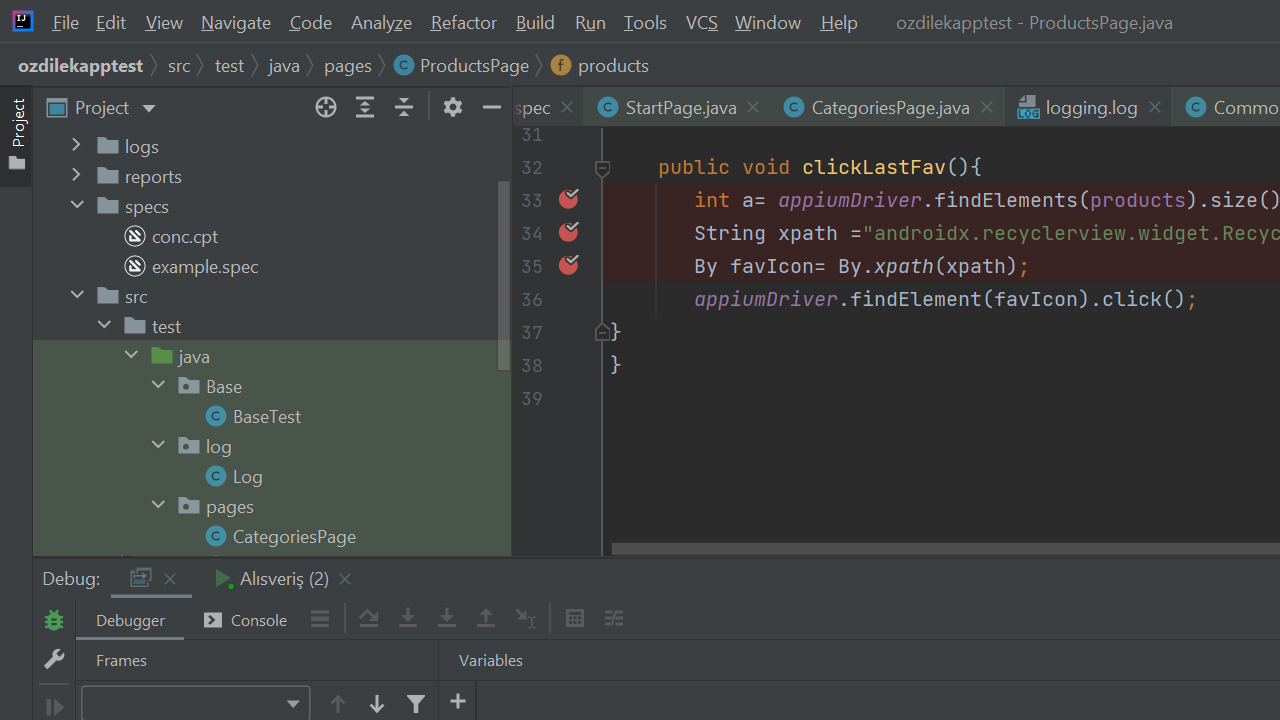 File Edit View Navigate Code Analyze Refactor Build Run Tools VCS Window Help ozdilekapptest - ProductsPage.java
ozdilekapptest src test java pages C ProductsPage f products
Project
Project
spec StartPage.java CategoriesPage.java logging.log Commo
logs
reports
specs
conc.cpt
example.spec
src
test
java
Base
BaseTest
log
Log
pages
CategoriesPage
31
32 public void clickLastFav(){
33 int a= appiumDriver.findElements(products).size()
34 String xpath ="androidx.recyclerview.widget.Recyc
35 By favIcon= By.xpath(xpath);
36 appiumDriver.findElement(favIcon).click();
37 }
38 }
39
Debug: Alısveriş (2)
Debugger Console
Frames Variables